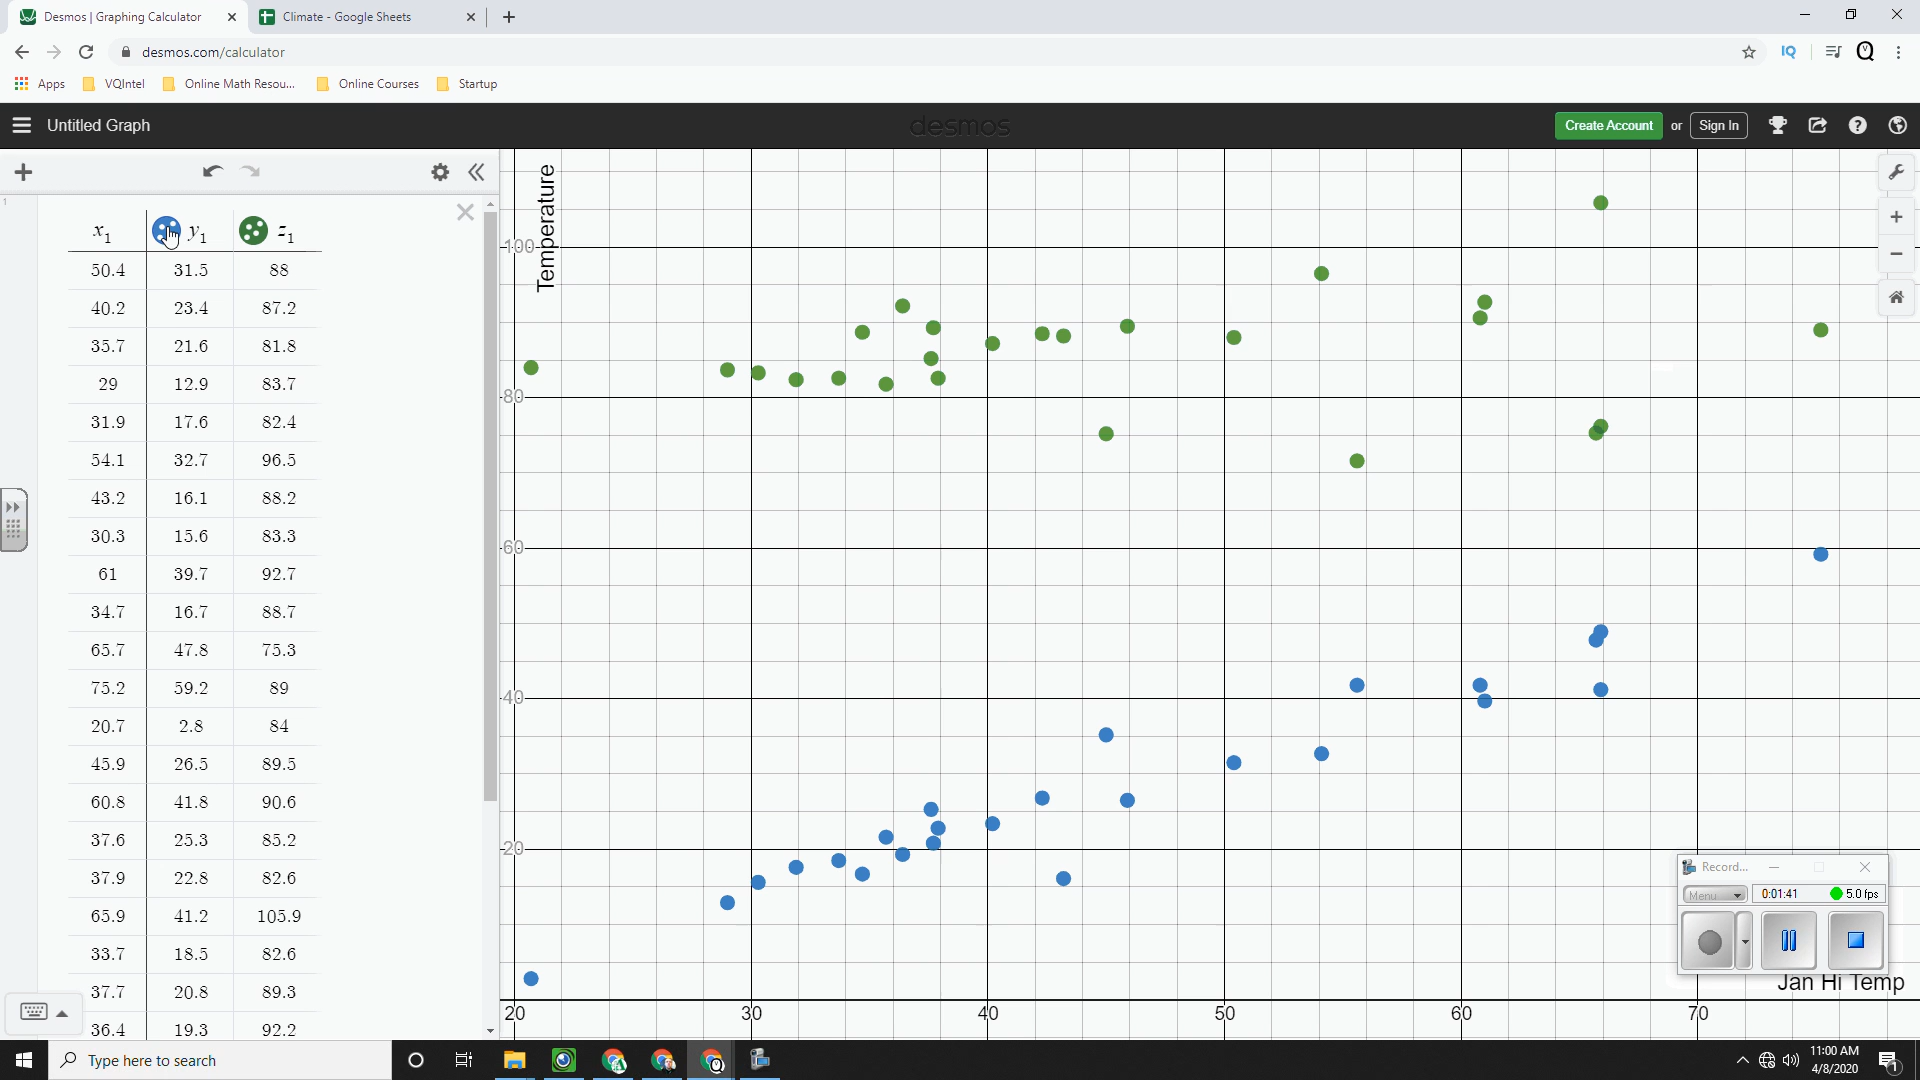 Desmos | Graphing Calculator
Climate - Google Sheets
desmos.com/calculator
IQ
Apps
VQIntel
Online Math Resou...
Online Courses
Startup
Untitled Graph
desmos
Create Account
or
Sign In
1
x1 y1 z1
50.4 31.5 88
40.2 23.4 87.2
35.7 21.6 81.8
29 12.9 83.7
31.9 17.6 82.4
54.1 32.7 96.5
43.2 16.1 88.2
30.3 15.6 83.3
61 39.7 92.7
34.7 16.7 88.7
65.7 47.8 75.3
75.2 59.2 89
20.7 2.8 84
45.9 26.5 89.5
60.8 41.8 90.6
37.6 25.3 85.2
37.9 22.8 82.6
65.9 41.2 105.9
33.7 18.5 82.6
37.7 20.8 89.3
36.4 19.3 92.2
Temperature
100
80
60
40
20
20 30 40 50 60 70
Jan Hi Temp
Record...
Menu
0:01:41
5.0 fps
Type here to search
11:00 AM
4/8/2020
1